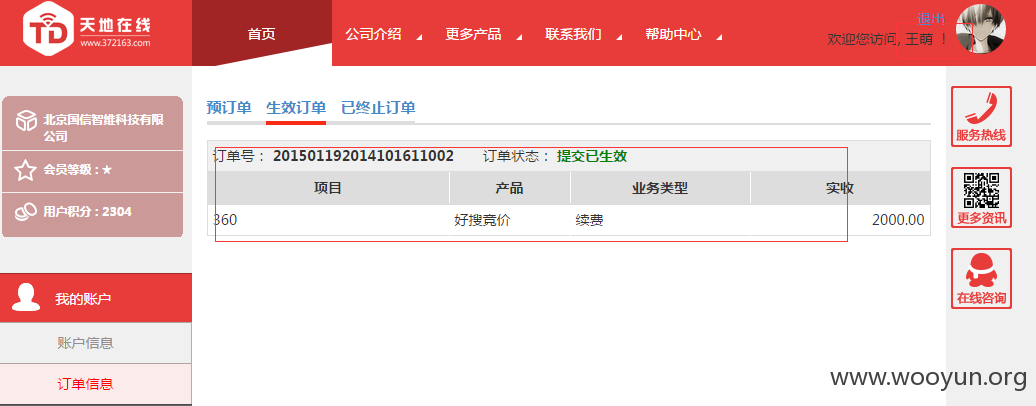 天地在线
www.372163.com
首页
公司介绍
更多产品
联系我们
帮助中心
退出
欢迎您访问, 王萌 ！
北京国信智维科技有限
公司
会员等级：★
用户积分：2304
我的账户
账户信息
订单信息
预订单 生效订单 已终止订单
订单号： 201501192014101611002 订单状态： 提交已生效
项目 产品 业务类型 实收
360 好搜竞价 续费 2000.00
服务热线
更多资讯
在线咨询
www.wooyun.org